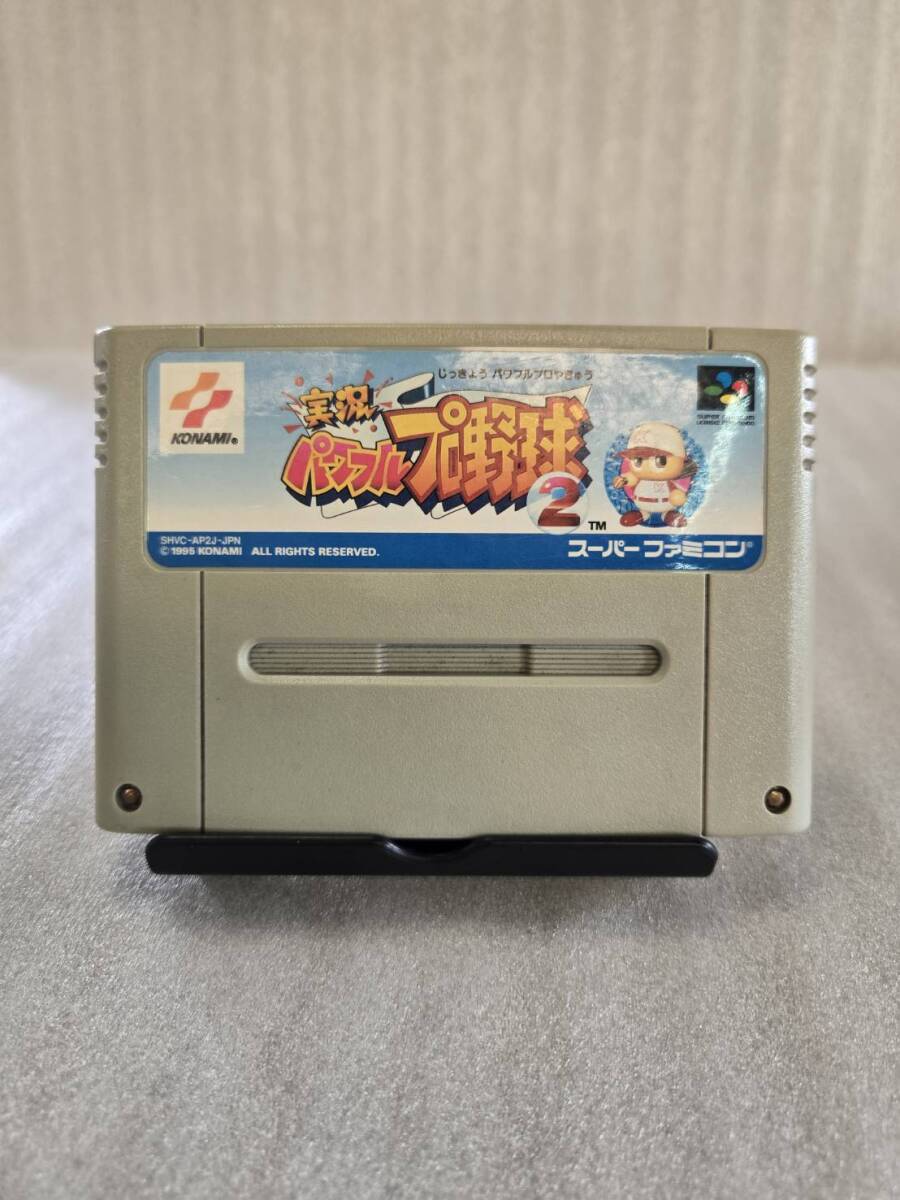 KONAMI®
じっきょう パワフルプロやきゅう
実況
パワフル プロ野球 2 ™
SHVC-AP2J-JPN
© 1995 KONAMI ALL RIGHTS RESERVED.
スーパーファミコン®